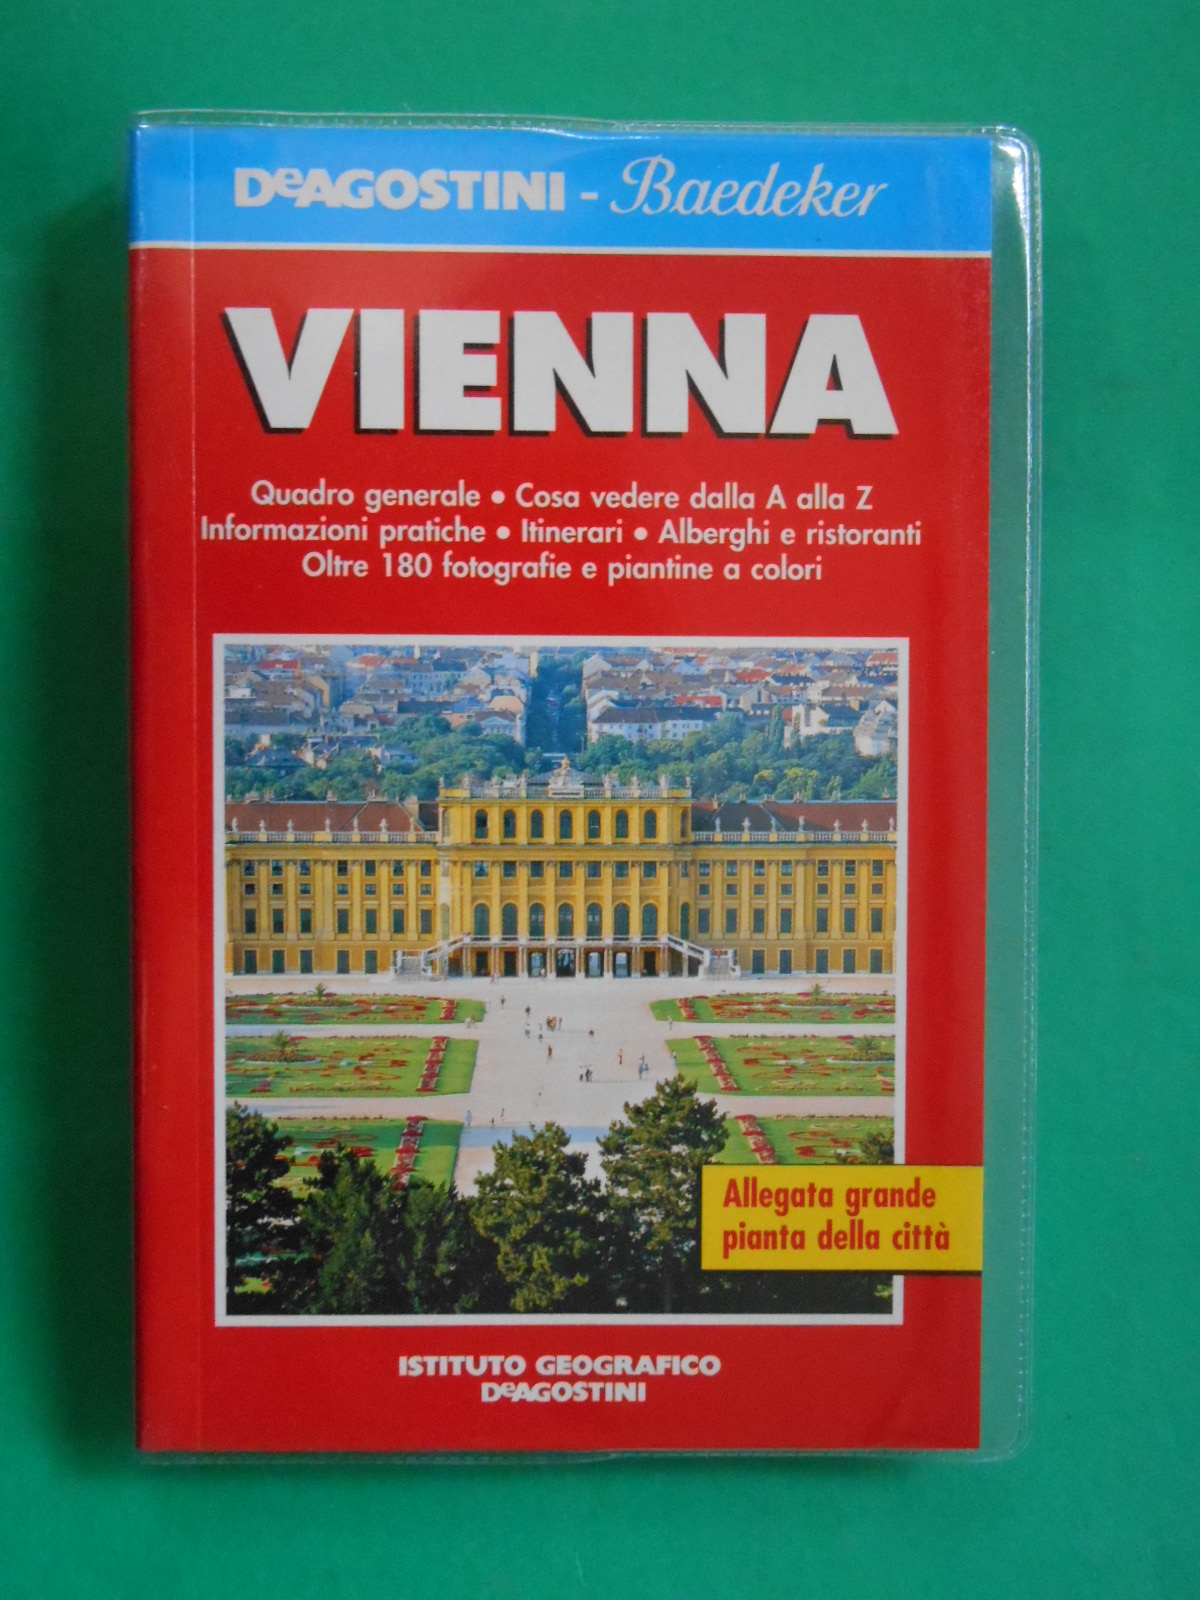 DeAGOSTINI - Baedeker
VIENNA
Quadro generale • Cosa vedere dalla A alla Z
Informazioni pratiche • Itinerari • Alberghi e ristoranti
Oltre 180 fotografie e piantine a colori
Allegata grande
pianta della città
ISTITUTO GEOGRAFICO
DeAGOSTINI